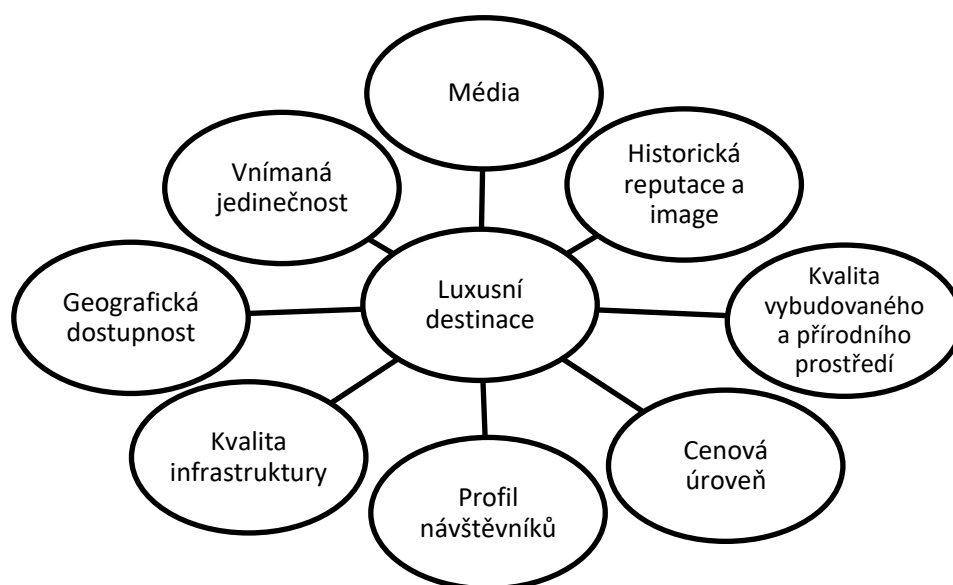 Média
Vnímaná
jedinečnost
Historická
reputace a
image
Geografická
dostupnost
Luxusní
destinace
Kvalita
vybudovaného
a přírodního
prostředí
Kvalita
infrastruktury
Profil
návštěvníků
Cenová
úroveň